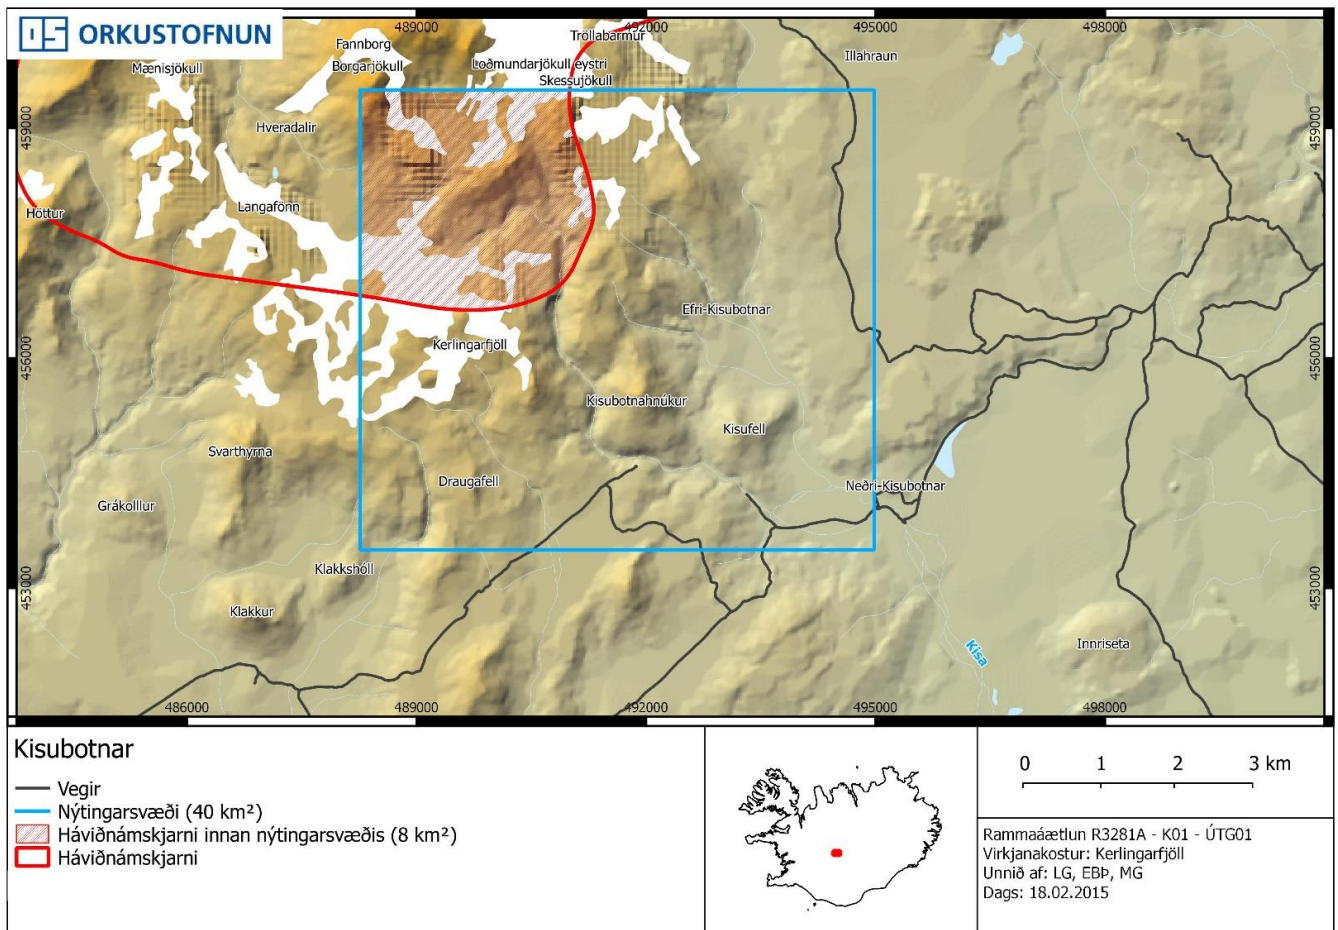 OS ORKUSTOFNUN
489000
492000
495000
498000
Fannborg
Tröllabarmur
Illahraun
Mænisjökull
Borgarjökull
Loðmundarjökull eystri
Skessujökull
459000
459000
Hveradalir
Höttur
Langafönn
Efri-Kisubotnar
Kerlingarfjöll
456000
456000
Kisubotnahnúkur
Kisufell
Svarthyrna
Draugafell
Neðri-Kisubotnar
Grákolllur
Klakkshóll
453000
453000
Klakkur
Innriseta
Kisa
486000
489000
492000
495000
498000
Kisubotnar
Vegir
Nýtingarsvæði (40 km²)
Háviðnámskjarni innan nýtingarsvæðis (8 km²)
Háviðnámskjarni
0 1 2 3 km
Rammaáætlun R3281A - K01 - ÚTG01
Virkjanakostur: Kerlingarfjöll
Unnið af: LG, EBÞ, MG
Dags: 18.02.2015